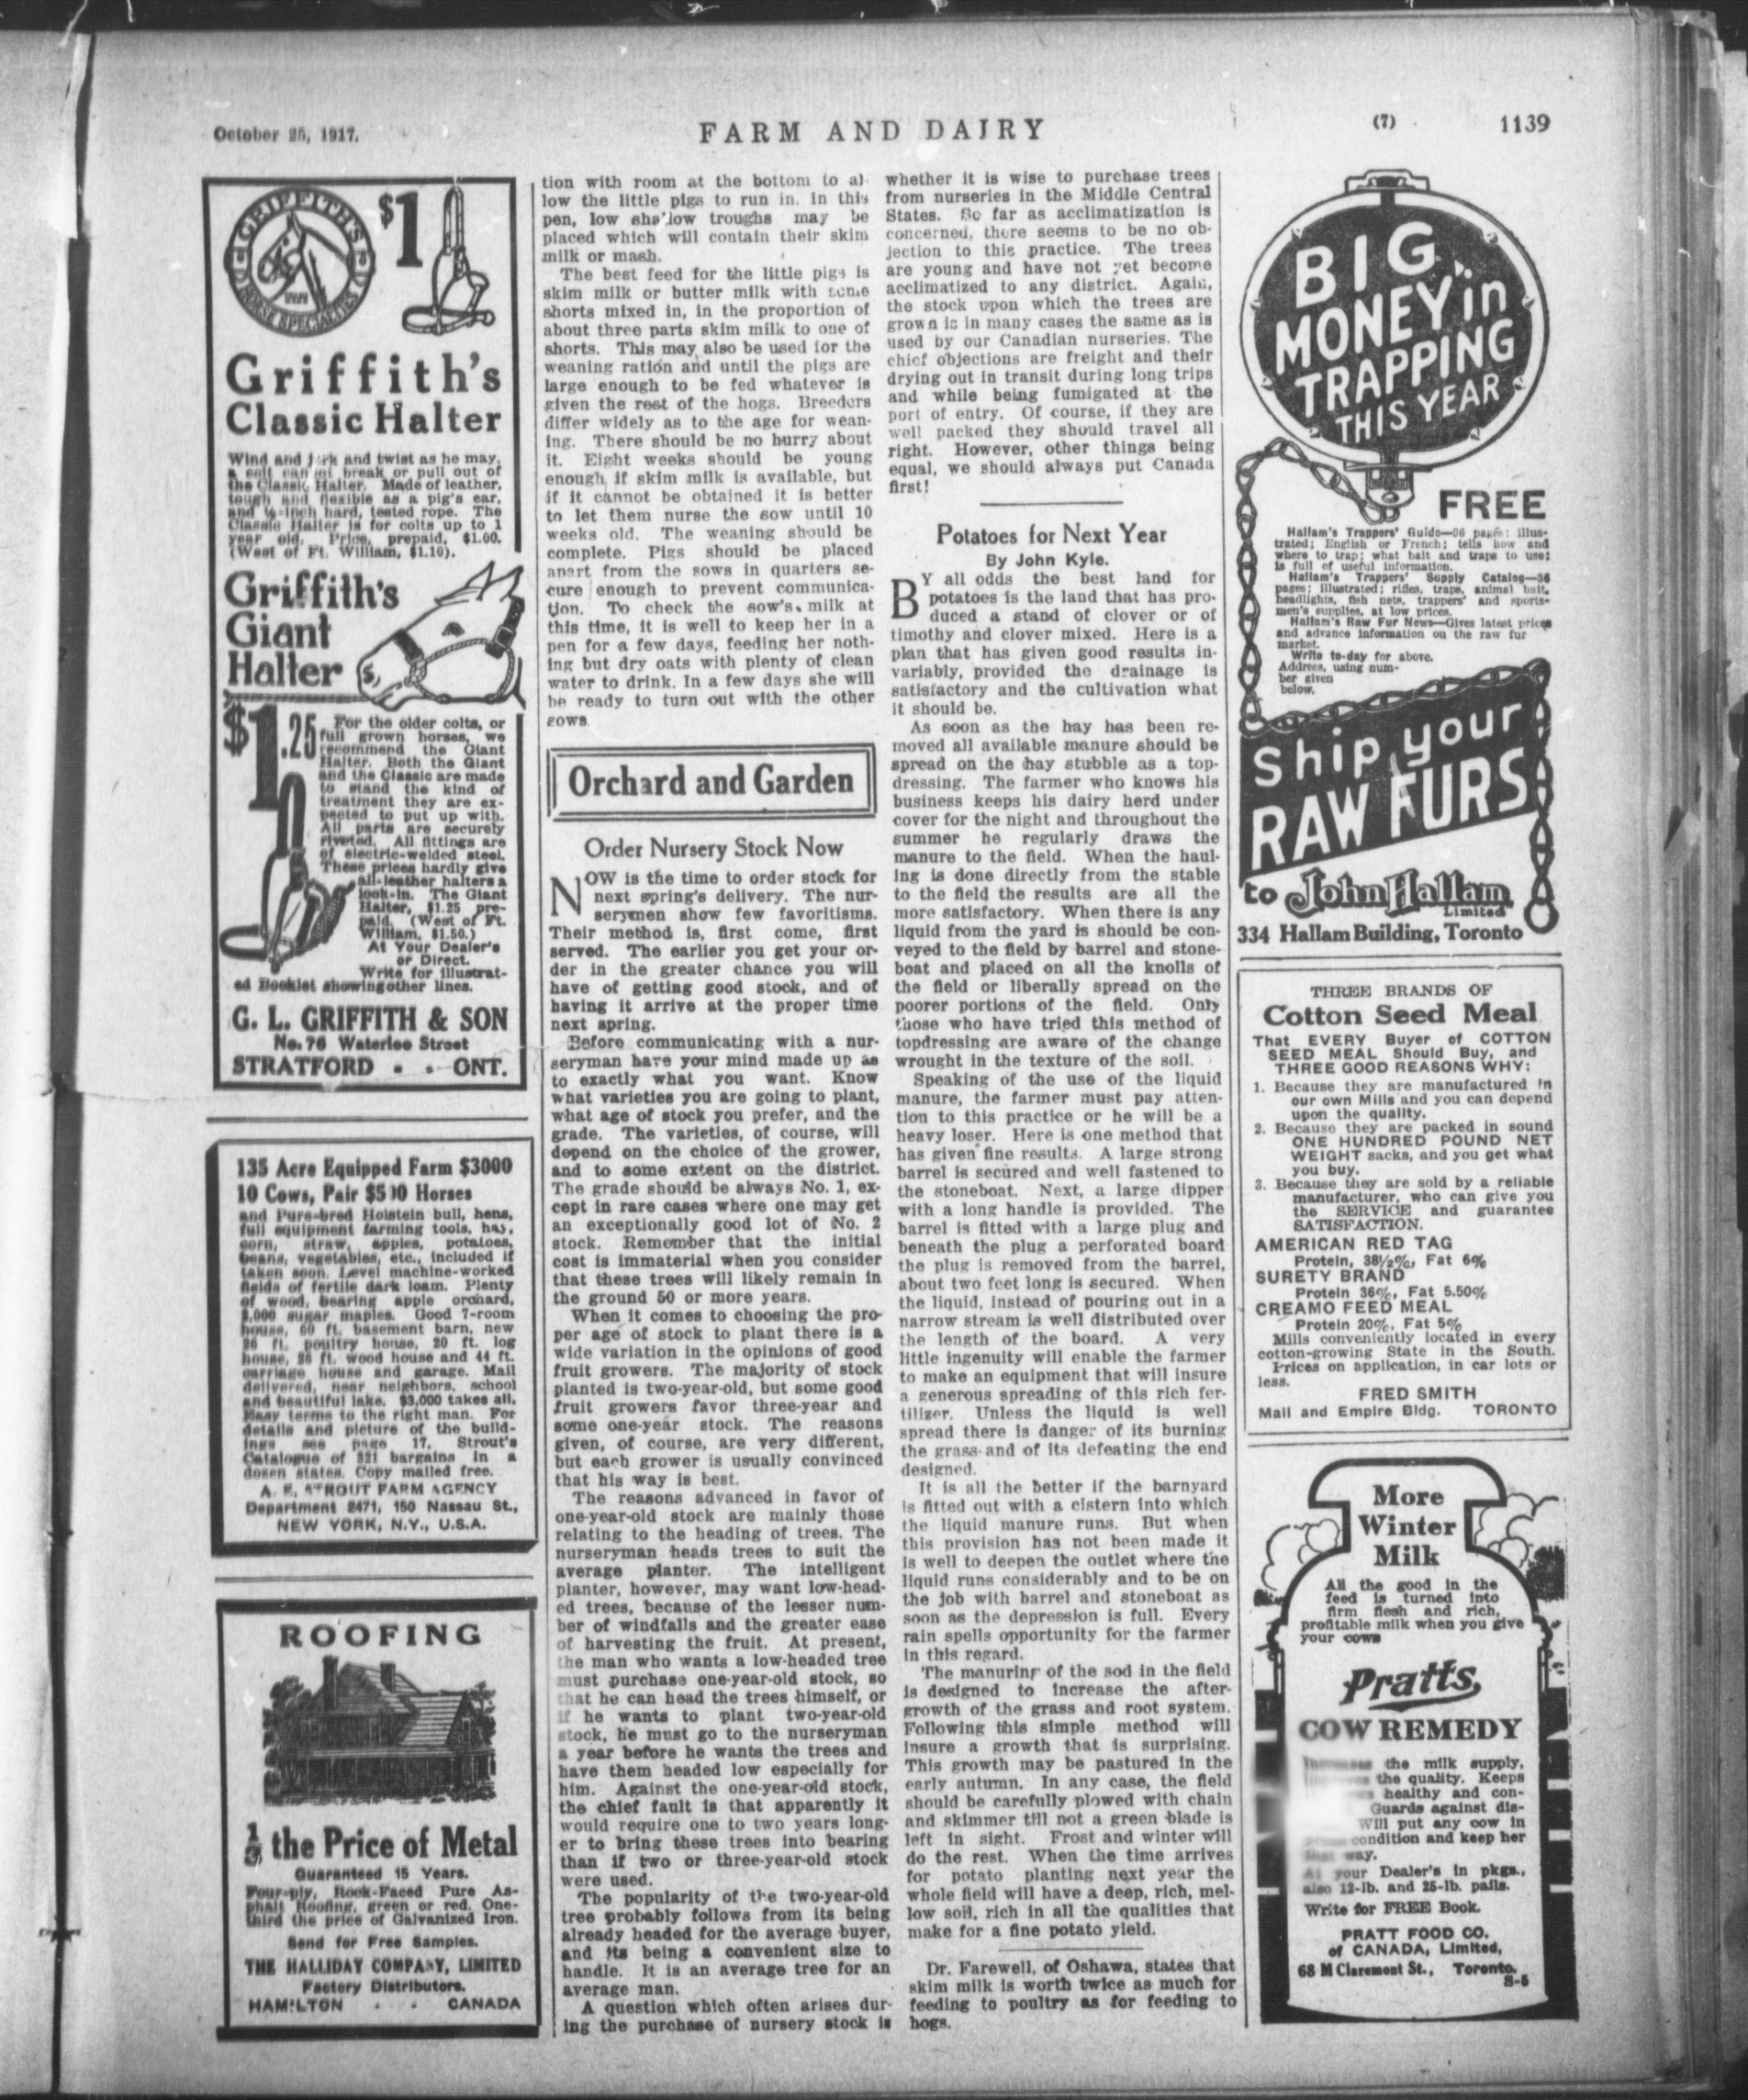 October 25, 1917.
FARM AND DAIRY
(7)
1139
GRIFFITH'S
HORSE SPECIALTIES
$1
Griffith's
Classic Halter
Wind and jerk and twist as he may,
a colt can not break or pull out of
the Classic Halter. Made of leather,
tough and flexible as a pig's ear,
and ½-inch hard, tested rope. The
Classic Halter is for colts up to 1
year old. Price, prepaid, $1.00.
(West of Ft. William, $1.10).
Griffith's
Giant
Halter
$1.25
For the older colts, or
full grown horses, we
recommend the Giant
Halter. Both the Giant
and the Classic are made
to stand the kind of
treatment they are ex-
pected to put up with.
All parts are securely
riveted. All fittings are
of electric-welded steel.
These prices hardly give
all-leather halters a
look-in. The Giant
Halter, $1.25 pre-
paid. (West of Ft.
William, $1.50.)
At Your Dealer's
or Direct.
Write for illustrat-
ed Booklet showing other lines.
G. L. GRIFFITH & SON
No. 76 Waterloo Street
STRATFORD - - ONT.
135 Acre Equipped Farm $3000
10 Cows, Pair $500 Horses
and Pure-bred Holstein bull, hens,
full equipment farming tools, hay,
corn, straw, apples, potatoes,
beans, vegetables, etc., included if
taken soon. Level machine-worked
fields of fertile dark loam. Plenty
of wood, bearing apple orchard,
1,000 sugar maples. Good 7-room
house, 60 ft. basement barn, new
26 ft. poultry house, 20 ft. log
house, 26 ft. wood house and 44 ft.
carriage house and garage. Mail
delivered, near neighbors, school
and beautiful lake. $3,000 takes all.
Easy terms to the right man. For
details and picture of the build-
ings see page 17, Strout's
Catalogue of 321 bargains in a
dozen states. Copy mailed free.
A. E. STROUT FARM AGENCY
Department 2471, 150 Nassau St.,
NEW YORK, N.Y., U.S.A.
ROOFING
⅓ the Price of Metal
Guaranteed 15 Years.
Four-ply, Rock-Faced Pure As-
phalt Roofing, green or red. One-
third the price of Galvanized Iron.
Send for Free Samples.
THE HALLIDAY COMPANY, LIMITED
Factory Distributors.
HAMILTON - - CANADA
tion with room at the bottom to al-
low the little pigs to run in. In this
pen, low shallow troughs may be
placed which will contain their skim
milk or mash.
The best feed for the little pigs is
skim milk or butter milk with some
shorts mixed in, in the proportion of
about three parts skim milk to one of
shorts. This may also be used for the
weaning ration and until the pigs are
large enough to be fed whatever is
given the rest of the hogs. Breeders
differ widely as to the age for wean-
ing. There should be no hurry about
it. Eight weeks should be young
enough if skim milk is available, but
if it cannot be obtained it is better
to let them nurse the sow until 10
weeks old. The weaning should be
complete. Pigs should be placed
apart from the sows in quarters se-
cure enough to prevent communica-
tion. To check the sow's milk at
this time, it is well to keep her in a
pen for a few days, feeding her noth-
ing but dry oats with plenty of clean
water to drink. In a few days she will
be ready to turn out with the other
sows.
Orchard and Garden
Order Nursery Stock Now
NOW is the time to order stock for
next spring's delivery. The nur-
serymen show few favoritisms.
Their method is, first come, first
served. The earlier you get your or-
der in the greater chance you will
have of getting good stock, and of
having it arrive at the proper time
next spring.
Before communicating with a nur-
seryman have your mind made up as
to exactly what you want. Know
what varieties you are going to plant,
what age of stock you prefer, and the
grade. The varieties, of course, will
depend on the choice of the grower,
and to some extent on the district.
The grade should be always No. 1, ex-
cept in rare cases where one may get
an exceptionally good lot of No. 2
stock. Remember that the initial
cost is immaterial when you consider
that these trees will likely remain in
the ground 50 or more years.
When it comes to choosing the pro-
per age of stock to plant there is a
wide variation in the opinions of good
fruit growers. The majority of stock
planted is two-year-old, but some good
fruit growers favor three-year and
some one-year stock. The reasons
given, of course, are very different,
but each grower is usually convinced
that his way is best.
The reasons advanced in favor of
one-year-old stock are mainly those
relating to the heading of trees. The
nurseryman heads trees to suit the
average planter. The intelligent
planter, however, may want low-head-
ed trees, because of the lesser num-
ber of windfalls and the greater ease
of harvesting the fruit. At present,
the man who wants a low-headed tree
must purchase one-year-old stock, so
that he can head the trees himself, or
if he wants to plant two-year-old
stock, he must go to the nurseryman
a year before he wants the trees and
have them headed low especially for
him. Against the one-year-old stock,
the chief fault is that apparently it
would require one to two years long-
er to bring these trees into bearing
than if two or three-year-old stock
were used.
The popularity of the two-year-old
tree probably follows from its being
already headed for the average buyer,
and its being a convenient size to
handle. It is an average tree for an
average man.
A question which often arises dur-
ing the purchase of nursery stock is
whether it is wise to purchase trees
from nurseries in the Middle Central
States. So far as acclimatization is
concerned, there seems to be no ob-
jection to this practice. The trees
are young and have not yet become
acclimatized to any district. Again,
the stock upon which the trees are
grown is in many cases the same as is
used by our Canadian nurseries. The
chief objections are freight and their
drying out in transit during long trips
and while being fumigated at the
port of entry. Of course, if they are
well packed they should travel all
right. However, other things being
equal, we should always put Canada
first!
Potatoes for Next Year
By John Kyle.
BY all odds the best land for
potatoes is the land that has pro-
duced a stand of clover or of
timothy and clover mixed. Here is a
plan that has given good results in-
variably, provided the drainage is
satisfactory and the cultivation what
it should be.
As soon as the hay has been re-
moved all available manure should be
spread on the hay stubble as a top-
dressing. The farmer who knows his
business keeps his dairy herd under
cover for the night and throughout the
summer he regularly draws the
manure to the field. When the haul-
ing is done directly from the stable
to the field the results are all the
more satisfactory. When there is any
liquid from the yard is should be con-
veyed to the field by barrel and stone-
boat and placed on all the knolls of
the field or liberally spread on the
poorer portions of the field. Only
those who have tried this method of
topdressing are aware of the change
wrought in the texture of the soil.
Speaking of the use of the liquid
manure, the farmer must pay atten-
tion to this practice or he will be a
heavy loser. Here is one method that
has given fine results. A large strong
barrel is secured and well fastened to
the stoneboat. Next, a large dipper
with a long handle is provided. The
barrel is fitted with a large plug and
beneath the plug a perforated board
the plug is removed from the barrel,
about two feet long is secured. When
the liquid, instead of pouring out in a
narrow stream is well distributed over
the length of the board. A very
little ingenuity will enable the farmer
to make an equipment that will insure
a generous spreading of this rich fer-
tilizer. Unless the liquid is well
spread there is danger of its burning
the grass and of its defeating the end
designed.
It is all the better if the barnyard
is fitted out with a cistern into which
the liquid manure runs. But when
this provision has not been made it
is well to deepen the outlet where the
liquid runs considerably and to be on
the job with barrel and stoneboat as
soon as the depression is full. Every
rain spells opportunity for the farmer
in this regard.
The manuring of the sod in the field
is designed to increase the after-
growth of the grass and root system.
Following this simple method will
insure a growth that is surprising.
This growth may be pastured in the
early autumn. In any case, the field
should be carefully plowed with chain
and skimmer till not a green blade is
left in sight. Frost and winter will
do the rest. When the time arrives
for potato planting next year the
whole field will have a deep, rich, mel-
low soil, rich in all the qualities that
make for a fine potato yield.
Dr. Farewell, of Oshawa, states that
skim milk is worth twice as much for
feeding to poultry as for feeding to
hogs.
BIG
MONEY in
TRAPPING
THIS YEAR
FREE
Hallam's Trappers' Guide—96 pages; illus-
trated; English or French; tells how and
where to trap; what bait and traps to use;
is full of useful information.
Hallam's Trappers' Supply Catalog—36
pages; illustrated; rifles, traps, animal bait,
headlights, fish nets, trappers' and sports-
men's supplies, at low prices.
Hallam's Raw Fur News—Gives latest prices
and advance information on the raw fur
market.
Write to-day for above.
Address, using num-
ber given
below.
Ship your
RAW FURS
to John Hallam
Limited
334 Hallam Building, Toronto
THREE BRANDS OF
Cotton Seed Meal
That EVERY Buyer of COTTON
SEED MEAL Should Buy, and
THREE GOOD REASONS WHY:
1. Because they are manufactured in
our own Mills and you can depend
upon the quality.
2. Because they are packed in sound
ONE HUNDRED POUND NET
WEIGHT sacks, and you get what
you buy.
3. Because they are sold by a reliable
manufacturer, who can give you
the SERVICE and guarantee
SATISFACTION.
AMERICAN RED TAG
Protein, 38½%, Fat 6%
SURETY BRAND
Protein 36%, Fat 5.50%
CREAMO FEED MEAL
Protein 20%, Fat 5%
Mills conveniently located in every
cotton-growing State in the South.
Prices on application, in car lots or
less.
FRED SMITH
Mail and Empire Bldg. TORONTO
More
Winter
Milk
All the good in the
feed is turned into
firm flesh and rich,
profitable milk when you give
your cows
Pratts
COW REMEDY
Increases the milk supply,
the quality. Keeps
healthy and con-
Guards against dis-
Will put any cow in
condition and keep her
that way.
At your Dealer's in pkgs.,
also 12-lb. and 25-lb. pails.
Write for FREE Book.
PRATT FOOD CO.
of CANADA, Limited,
68 M Claremont St., Toronto.
S-5